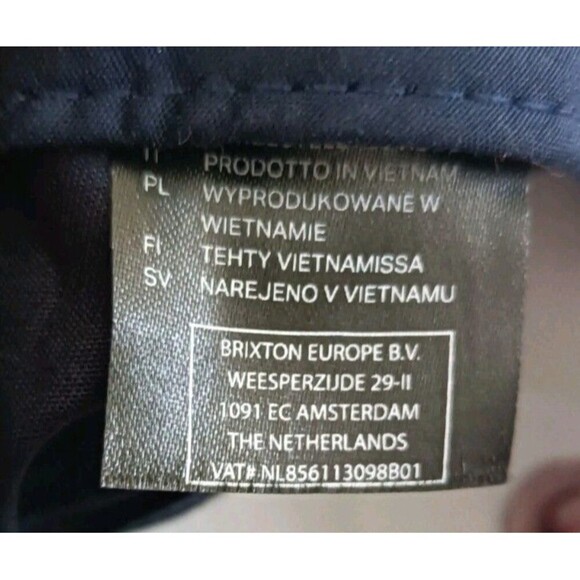 IT PRODOTTO IN VIETNAM
PL WYPRODUKOWANE W
WIETNAMIE
FI TEHTY VIETNAMISSA
SV NAREJENO V VIETNAMU
BRIXTON EUROPE B.V.
WEESPERZIJDE 29-II
1091 EC AMSTERDAM
THE NETHERLANDS
VAT# NL856113098B01